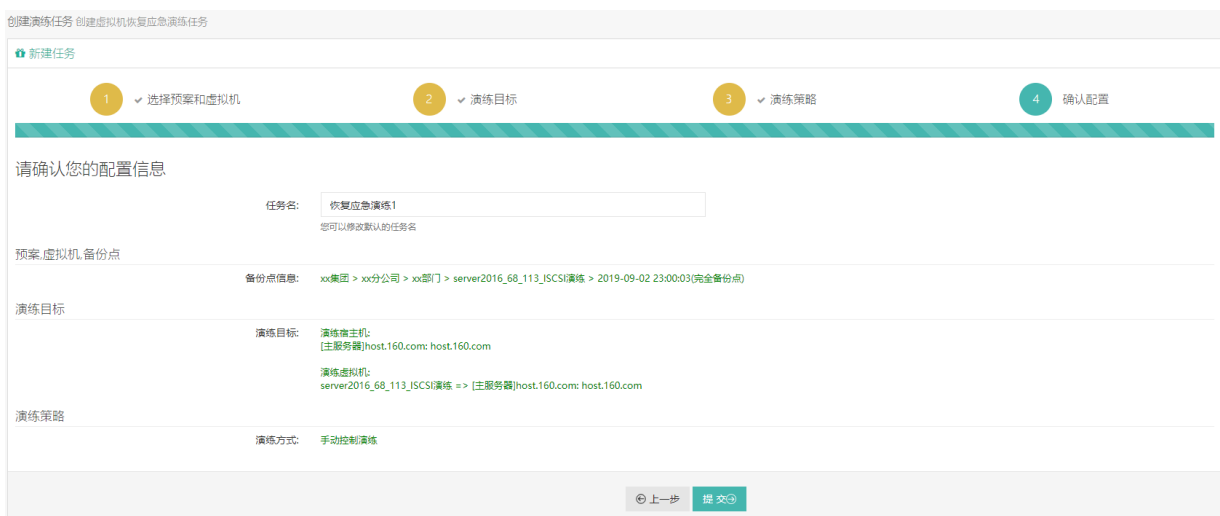 创建演练任务 创建虚拟机恢复应急演练任务
新建任务
1 选择预案和虚拟机 2 演练目标 3 演练策略 4 确认配置
请确认您的配置信息
任务名: 恢复应急演练1
您可以修改默认的任务名
预案,虚拟机,备份点
备份点信息: xx集团 > xx分公司 > xx部门 > server2016_68_113_ISCSI演练 > 2019-09-02 23:00:03(完全备份点)
演练目标
演练目标: 演练宿主机:
[主服务器]host.160.com: host.160.com
演练虚拟机:
server2016_68_113_ISCSI演练 => [主服务器]host.160.com: host.160.com
演练策略
演练方式: 手动控制演练
上一步 提 交